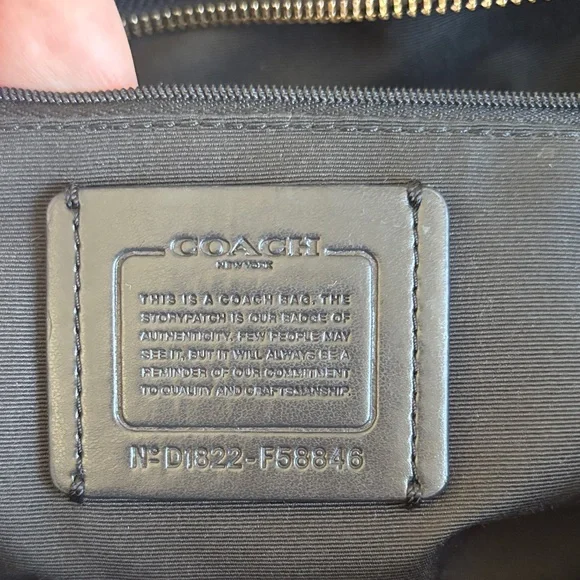 COACH
NEW YORK
THIS IS A COACH BAG. THE
STORYPATCH IS OUR BADGE OF
AUTHENTICITY. FEW PEOPLE MAY
SEE IT, BUT IT WILL ALWAYS BE A
REMINDER OF OUR COMMITMENT
TO QUALITY AND CRAFTSMANSHIP.
Nº D1822-F58846